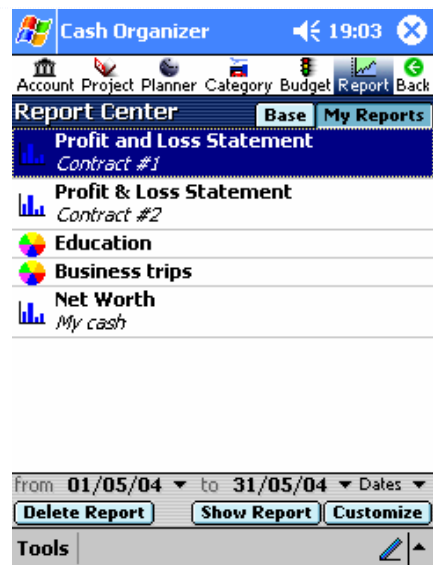 Cash Organizer 19:03
Account Project Planner Category Budget Report Back
Report Center Base My Reports
Profit and Loss Statement
Contract #1
Profit & Loss Statement
Contract #2
Education
Business trips
Net Worth
My cash
from 01/05/04 to 31/05/04 Dates
Delete Report Show Report Customize
Tools